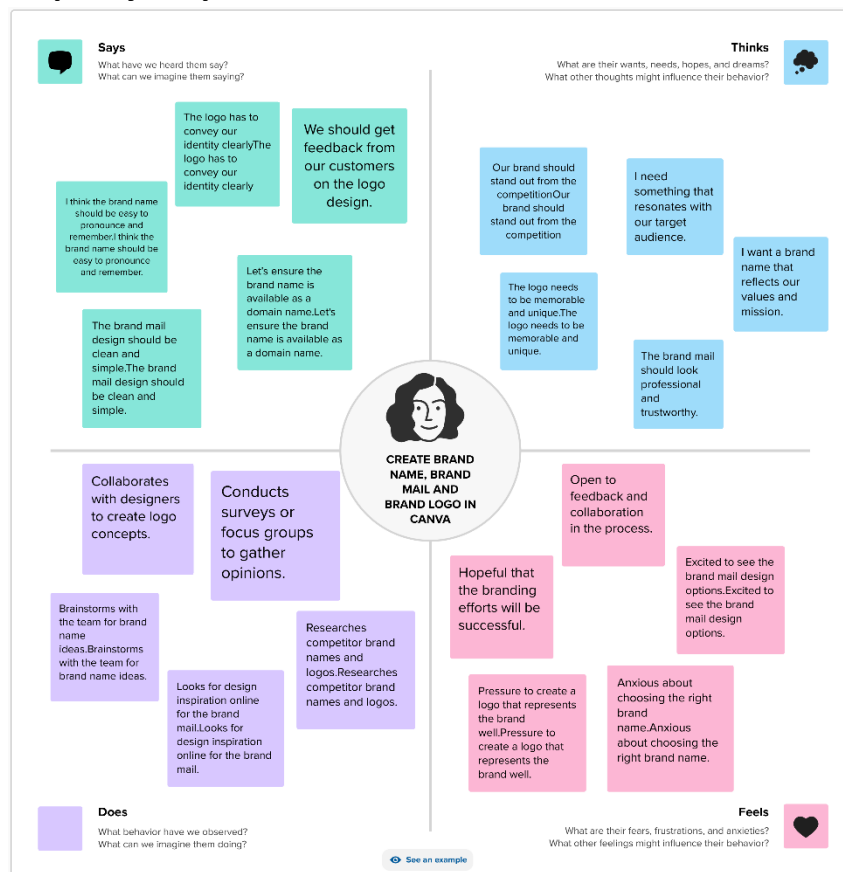 Says
What have we heard them say?
What can we imagine them saying?
The logo has to
convey our
identity clearlyThe
logo has to
convey our
identity clearly
We should get
feedback from
our customers
on the logo
design.
I think the brand name
should be easy to
pronounce and
remember.I think the
brand name should be
easy to pronounce
and remember.
Let's ensure the
brand name is
available as a
domain name.Let's
ensure the brand
name is available as
a domain name.
The brand mail
design should be
clean and
simple.The brand
mail design should
be clean and
simple.
Thinks
What are their wants, needs, hopes, and dreams?
What other thoughts might influence their behavior?
Our brand should
stand out from the
competitionOur
brand should
stand out from the
competition
I need
something that
resonates with
our target
audience.
I want a brand
name that
reflects our
values and
mission.
The logo needs
to be memorable
and unique.The
logo needs to be
memorable and
unique.
The brand mail
should look
professional
and
trustworthy.
CREATE BRAND
NAME, BRAND
MAIL AND
BRAND LOGO IN
CANVA
Collaborates
with designers
to create logo
concepts.
Conducts
surveys or
focus groups
to gather
opinions.
Brainstorms with
the team for brand
name
ideas.Brainstorms
with the team for
brand name ideas.
Researches
competitor brand
names and
logos.Researches
competitor brand
names and logos.
Looks for design
inspiration online
for the brand
mail.Looks for
design inspiration
online for the brand
mail.
Does
What behavior have we observed?
What can we imagine them doing?
Open to
feedback and
collaboration
in the process.
Hopeful that
the branding
efforts will be
successful.
Excited to see the
brand mail design
options.Excited to
see the brand
mail design
options.
Pressure to create a
logo that represents
the brand
well.Pressure to
create a logo that
represents the
brand well.
Anxious about
choosing the right
brand
name.Anxious
about choosing the
right brand name.
Feels
What are their fears, frustrations, and anxieties?
What other feelings might influence their behavior?
See an example